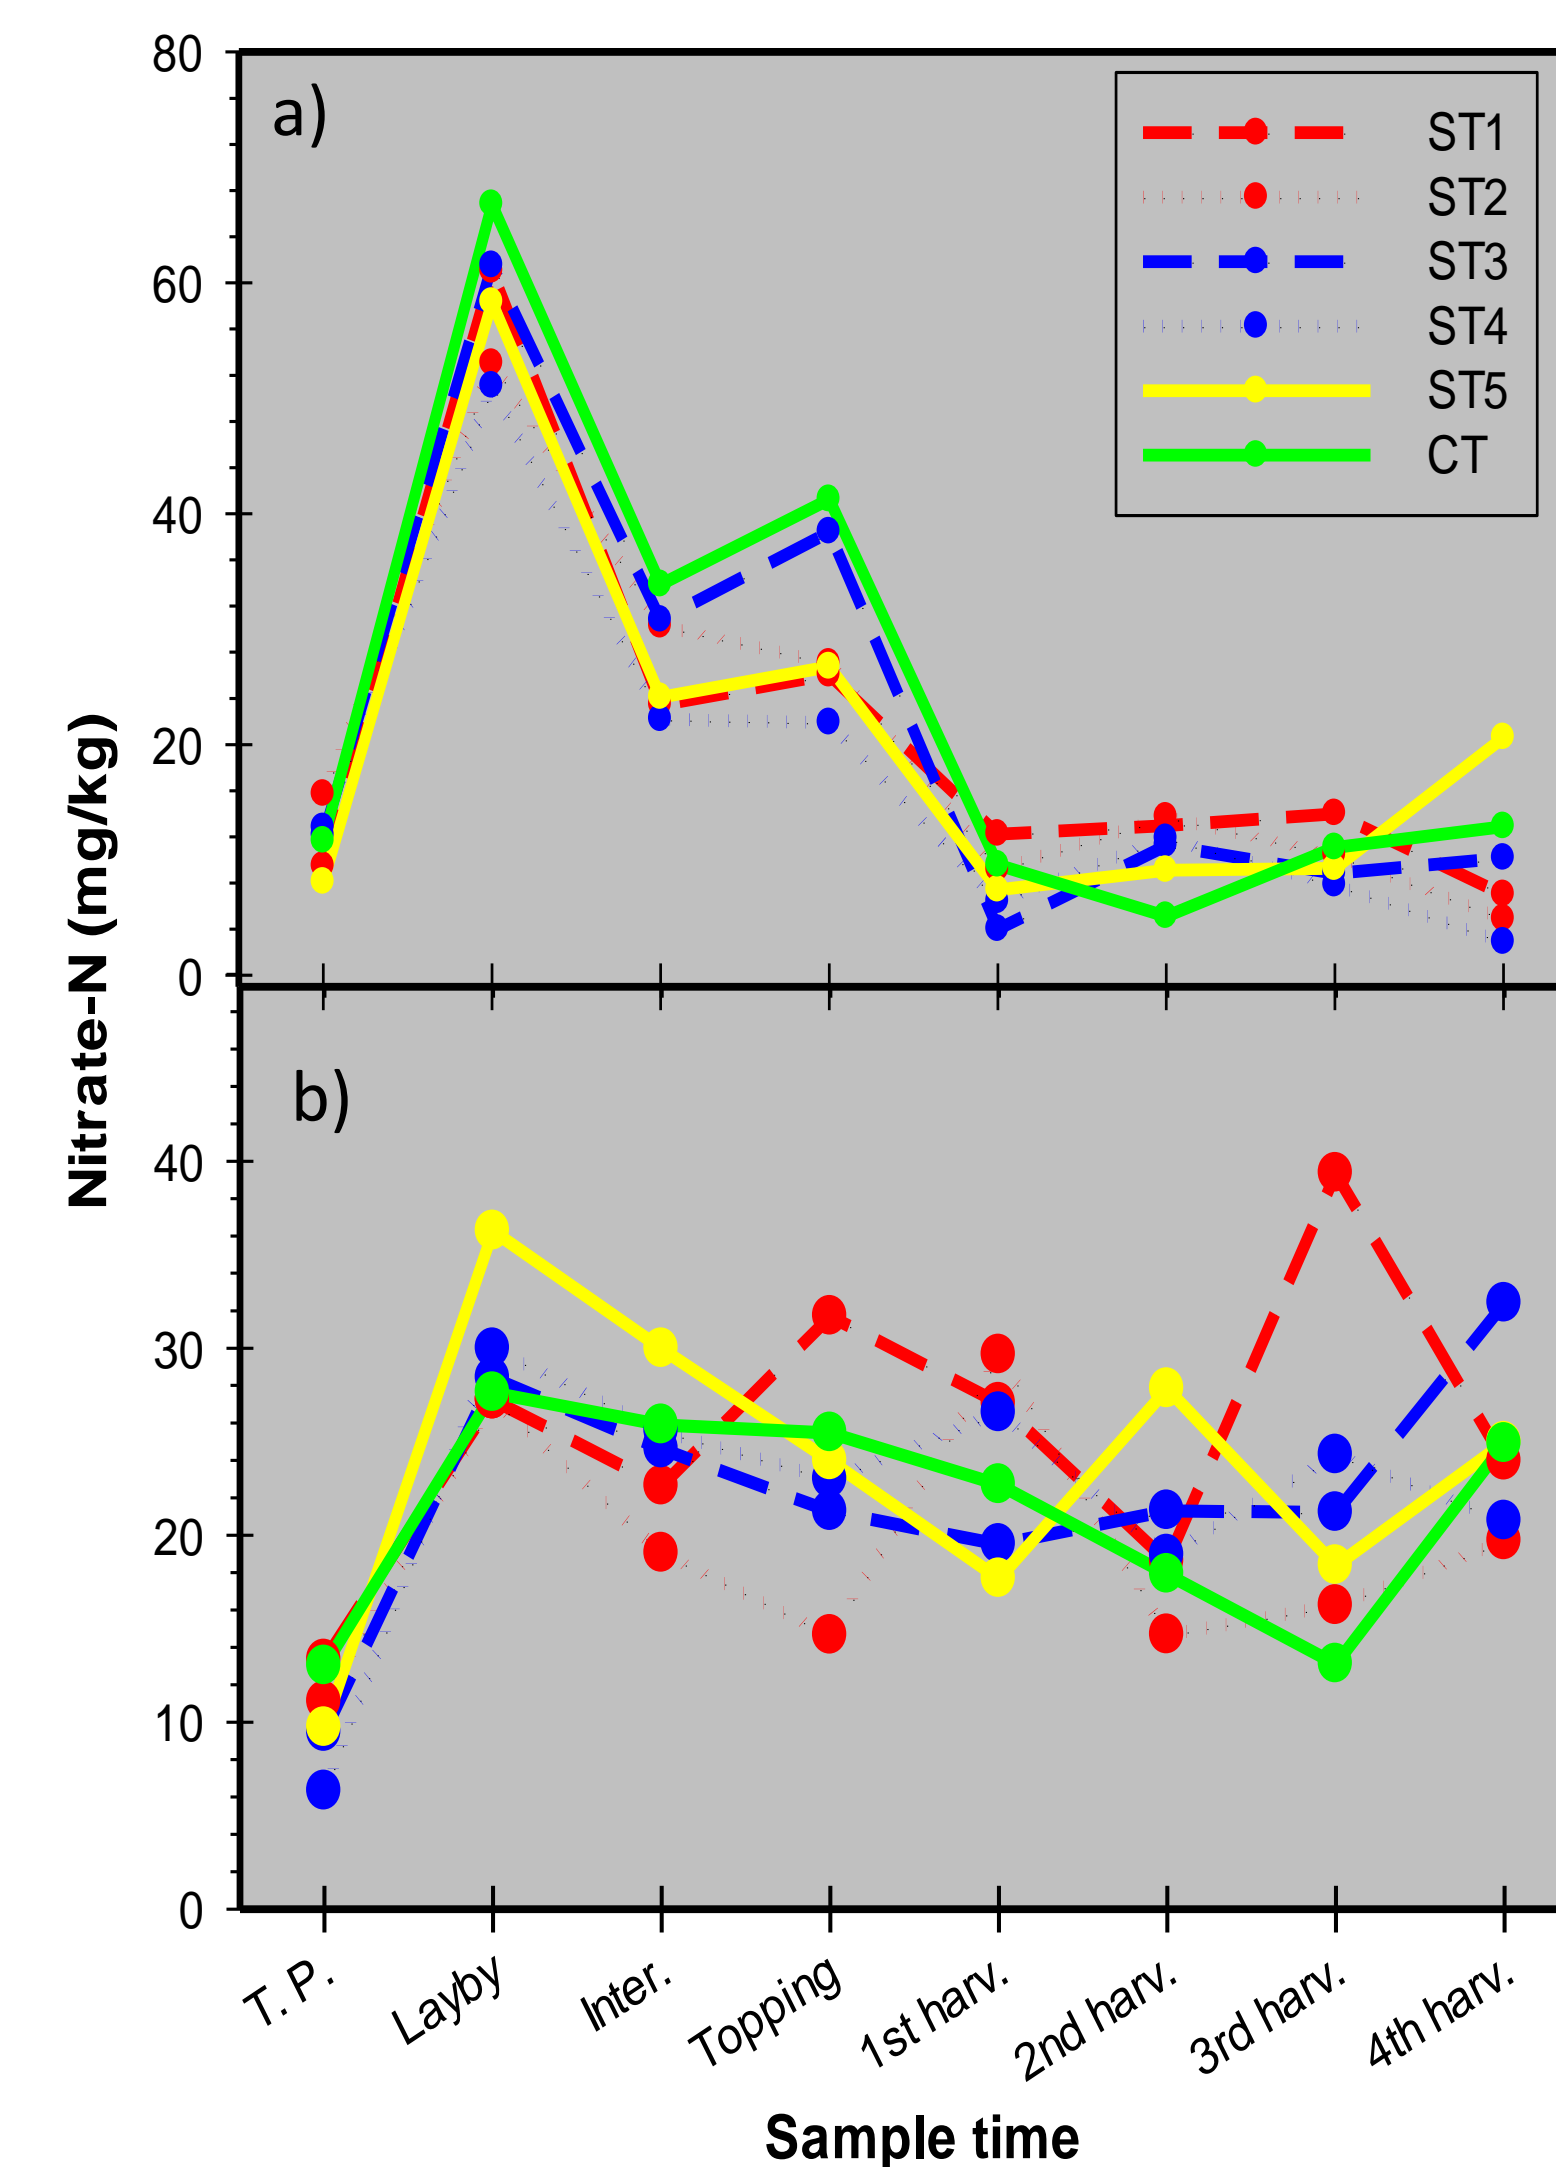 80
a)
ST1
ST2
60
ST3
ST4
ST5
CT
40
20
0
Nitrate-N (mg/kg)
b)
40
30
20
10
0
T. P.
Layby
Inter.
Topping
1st harv.
2nd harv.
3rd harv.
4th harv.
Sample time